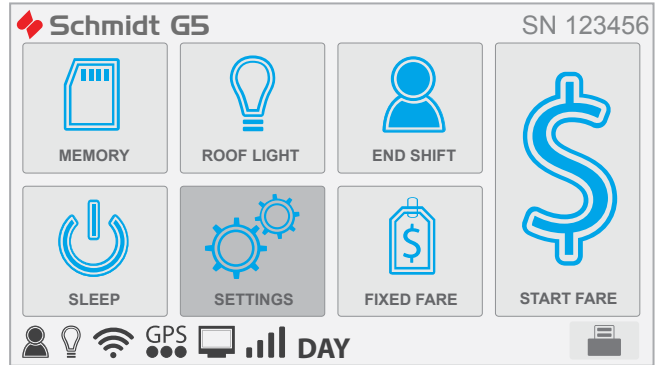 Schmidt G5 SN 123456
MEMORY ROOF LIGHT END SHIFT
$
$
SLEEP SETTINGS FIXED FARE START FARE
GPS DAY